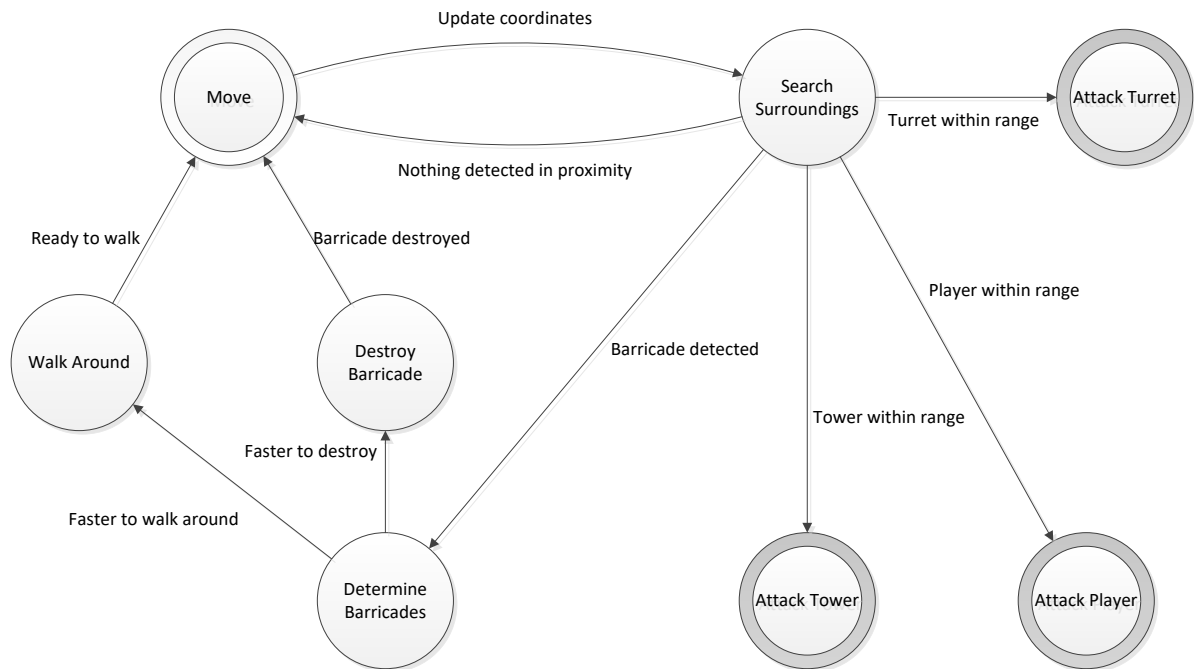 Update coordinates
Move
Search
Surroundings
Attack Turret
Turret within range
Nothing detected in proximity
Ready to walk
Barricade destroyed
Player within range
Walk Around
Destroy
Barricade
Barricade detected
Tower within range
Faster to destroy
Faster to walk around
Determine
Barricades
Attack Tower
Attack Player